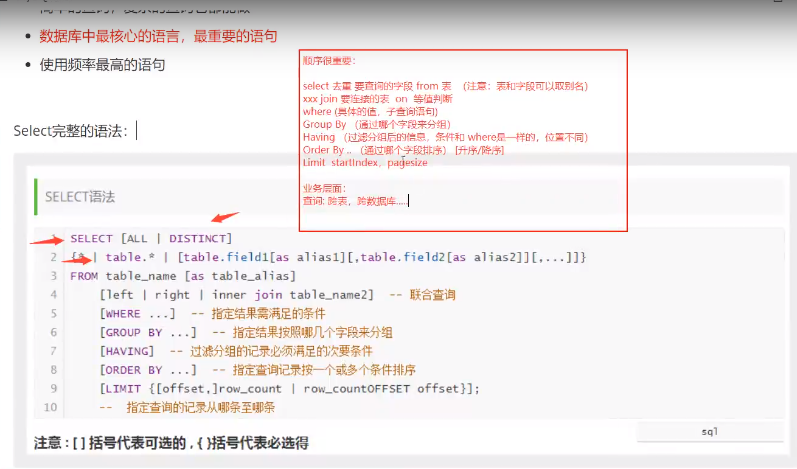 数据库中最核心的语言，最重要的语句
使用频率最高的语句
顺序很重要：
select 去重 要查询的字段 from 表 （注意：表和字段可以取别名）
xxx join 要连接的表 on 等值判断
where (具体的值，子查询语句)
Group By （通过哪个字段来分组）
Having （过滤分组后的信息，条件和 where是一样的，位置不同）
Order By .. （通过哪个字段排序）[升序/降序]
Limit startIndex，pagesize
业务层面：
查询: 跨表，跨数据库.....
Select完整的语法：
SELECT语法
1 SELECT [ALL | DISTINCT]
2 {* | table.* | [table.field1[as alias1][,table.field2[as alias2]][,...]]}
3 FROM table_name [as table_alias]
4 [left | right | inner join table_name2] -- 联合查询
5 [WHERE ...] -- 指定结果需满足的条件
6 [GROUP BY ...] -- 指定结果按照哪几个字段来分组
7 [HAVING] -- 过滤分组的记录必须满足的次要条件
8 [ORDER BY ...] -- 指定查询记录按一个或多个条件排序
9 [LIMIT {[offset,]row_count | row_countOFFSET offset}];
10 -- 指定查询的记录从哪条至哪条
sql
注意 : [ ] 括号代表可选的 , { }括号代表必选得